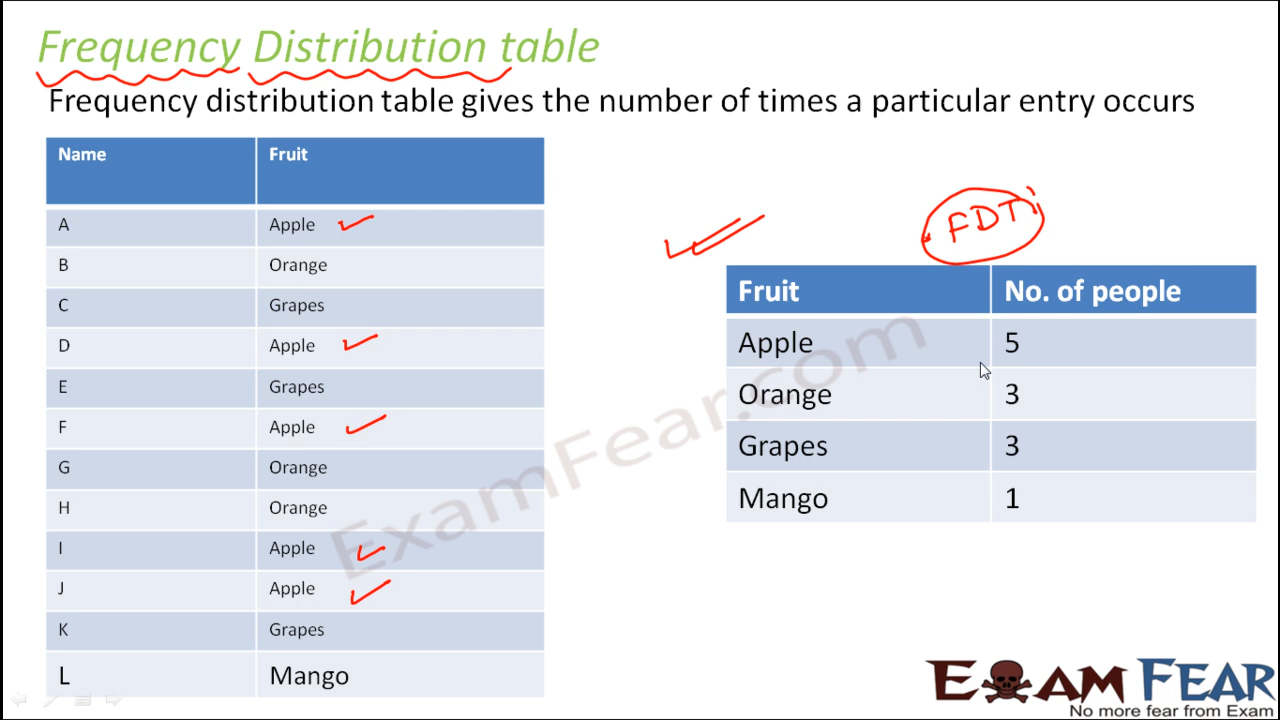 Frequency Distribution table
Frequency distribution table gives the number of times a particular entry occurs
Name Fruit
A Apple
B Orange
C Grapes
D Apple
E Grapes
F Apple
G Orange
H Orange
I Apple
J Apple
K Grapes
L Mango
FDT
Fruit No. of people
Apple 5
Orange 3
Grapes 3
Mango 1
ExamFear.com
EXAM FEAR
No more fear from Exam